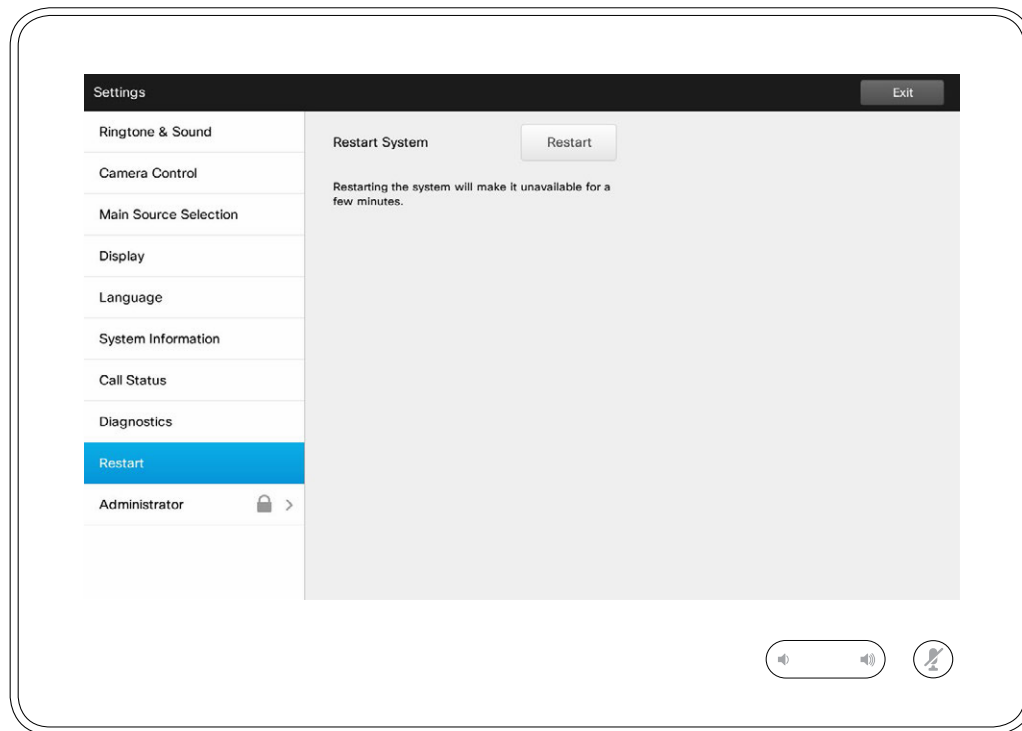 Settings
Exit
Ringtone & Sound
Camera Control
Main Source Selection
Display
Language
System Information
Call Status
Diagnostics
Restart
Administrator
Restart System
Restart
Restarting the system will make it unavailable for a
few minutes.